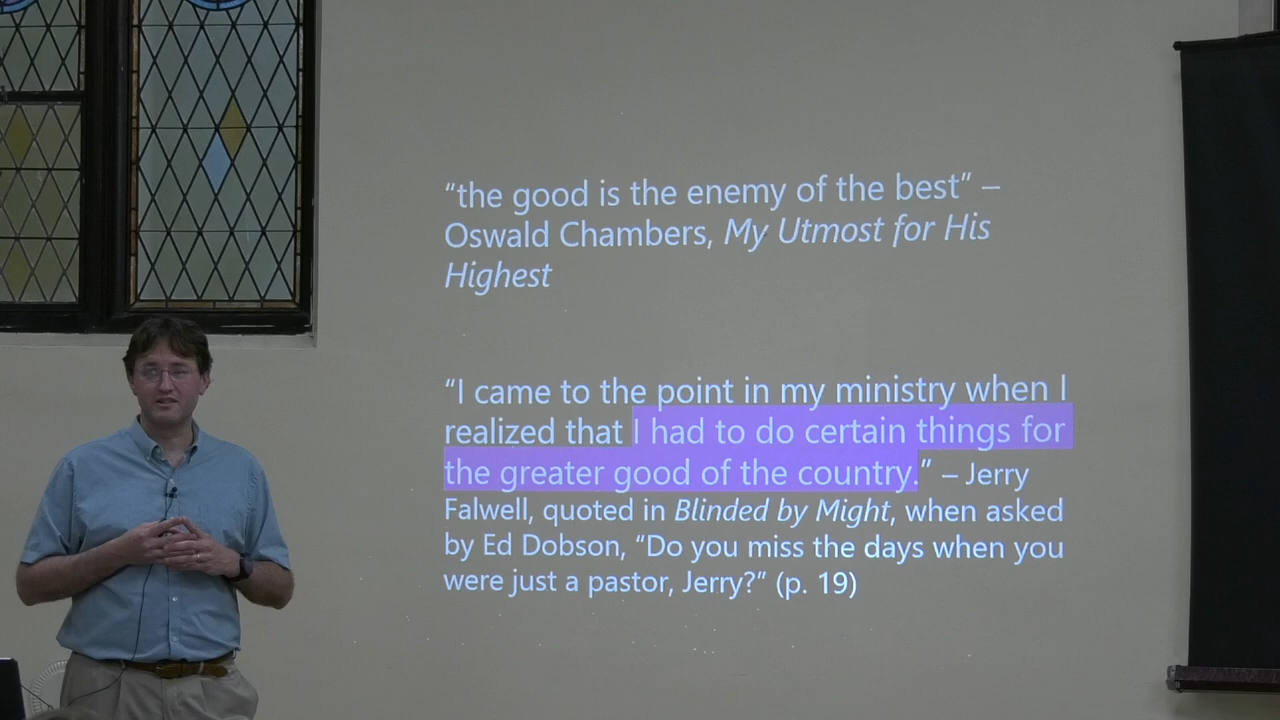 “the good is the enemy of the best” –
Oswald Chambers, My Utmost for His
Highest
“I came to the point in my ministry when I
realized that I had to do certain things for
the greater good of the country.” – Jerry
Falwell, quoted in Blinded by Might, when asked
by Ed Dobson, “Do you miss the days when you
were just a pastor, Jerry?” (p. 19)